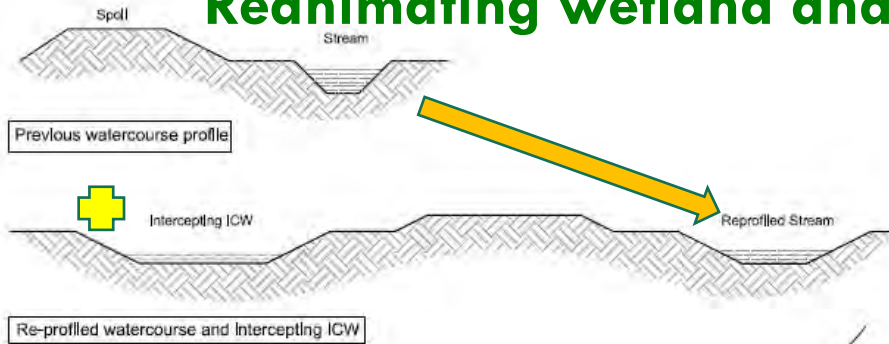 Reanimating wetland and
Spoil
Stream
Previous watercourse profile
Intercepting ICW
Reprofiled Stream
Re-profiled watercourse and Intercepting ICW